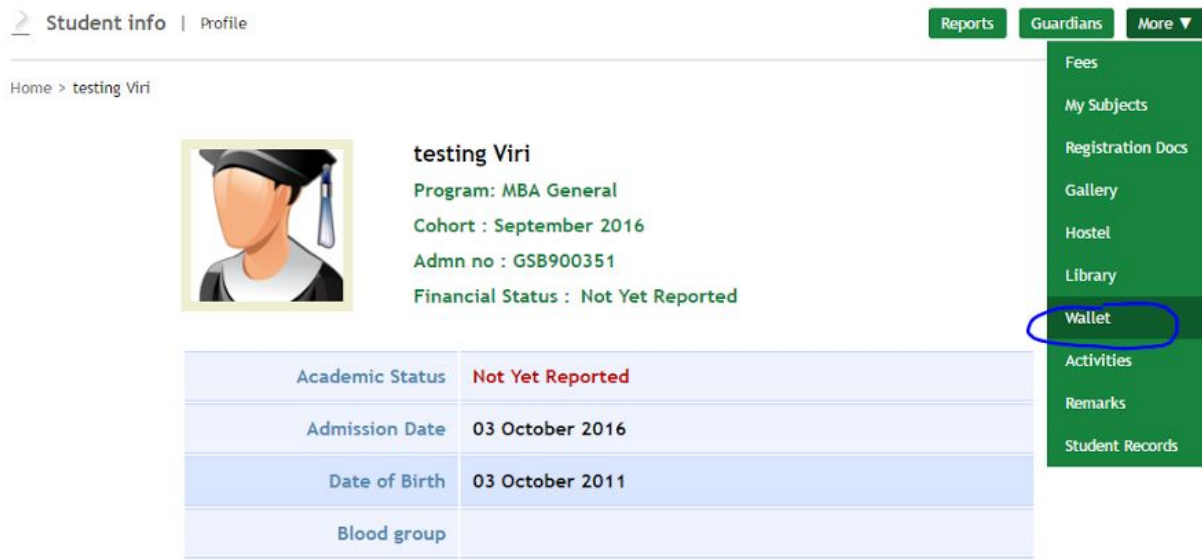 Student info | Profile
Reports Guardians More ▼
Home > testing Viri
Fees
My Subjects
Registration Docs
Gallery
Hostel
Library
Wallet
Activities
Remarks
Student Records
testing Viri
Program: MBA General
Cohort : September 2016
Admn no : GSB900351
Financial Status : Not Yet Reported
Academic Status Not Yet Reported
Admission Date 03 October 2016
Date of Birth 03 October 2011
Blood group